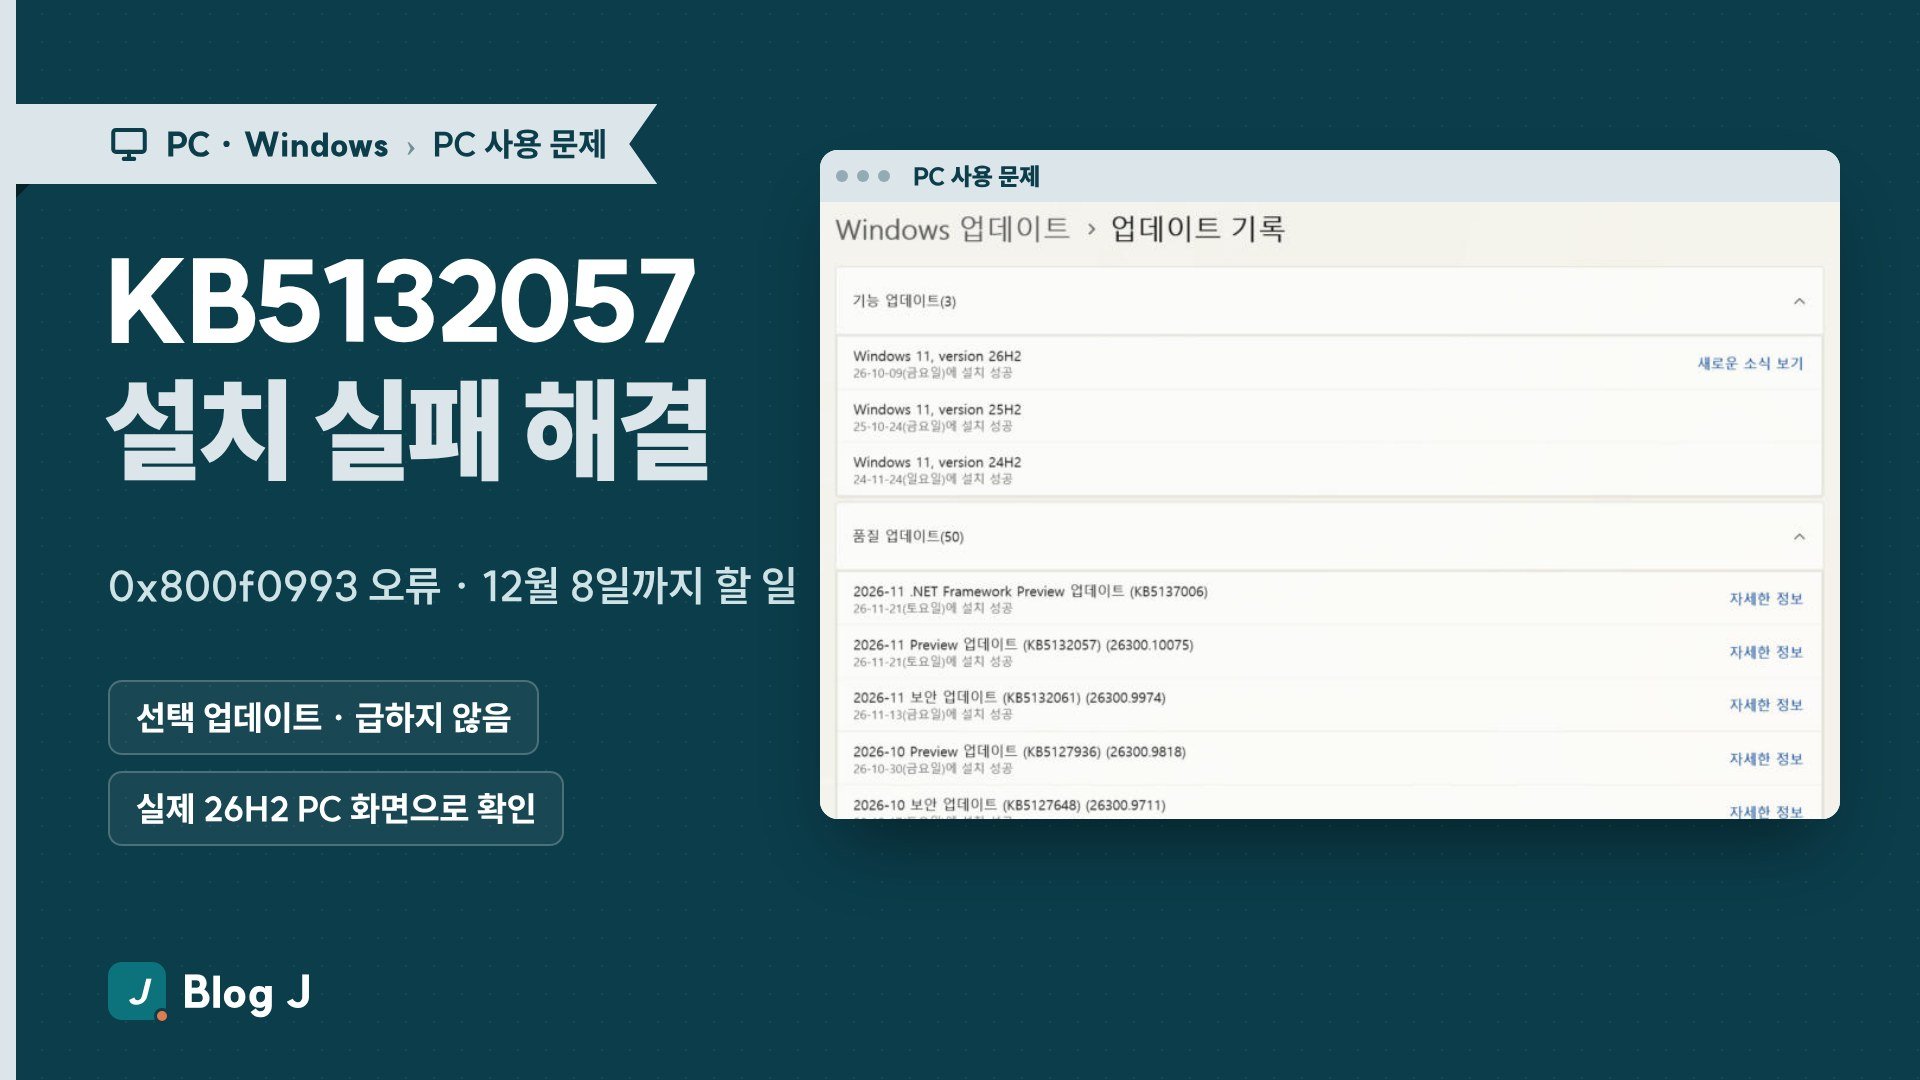 PC · Windows › PC 사용 문제
KB5132057
설치 실패 해결
0x800f0993 오류 · 12월 8일까지 할 일
선택 업데이트 · 급하지 않음
실제 26H2 PC 화면으로 확인
J Blog J
PC 사용 문제
Windows 업데이트 › 업데이트 기록
기능 업데이트(3)
Windows 11, version 26H2
26-10-09(금요일)에 설치 성공
새로운 소식 보기
Windows 11, version 25H2
25-10-24(금요일)에 설치 성공
Windows 11, version 24H2
24-11-24(일요일)에 설치 성공
품질 업데이트(50)
2026-11 .NET Framework Preview 업데이트 (KB5137006)
26-11-21(토요일)에 설치 성공
자세한 정보
2026-11 Preview 업데이트 (KB5132057) (26300.10075)
26-11-21(토요일)에 설치 성공
자세한 정보
2026-11 보안 업데이트 (KB5132061) (26300.9974)
26-11-13(금요일)에 설치 성공
자세한 정보
2026-10 Preview 업데이트 (KB5127936) (26300.9818)
26-10-30(금요일)에 설치 성공
자세한 정보
2026-10 보안 업데이트 (KB5127648) (26300.9711)
자세한 정보